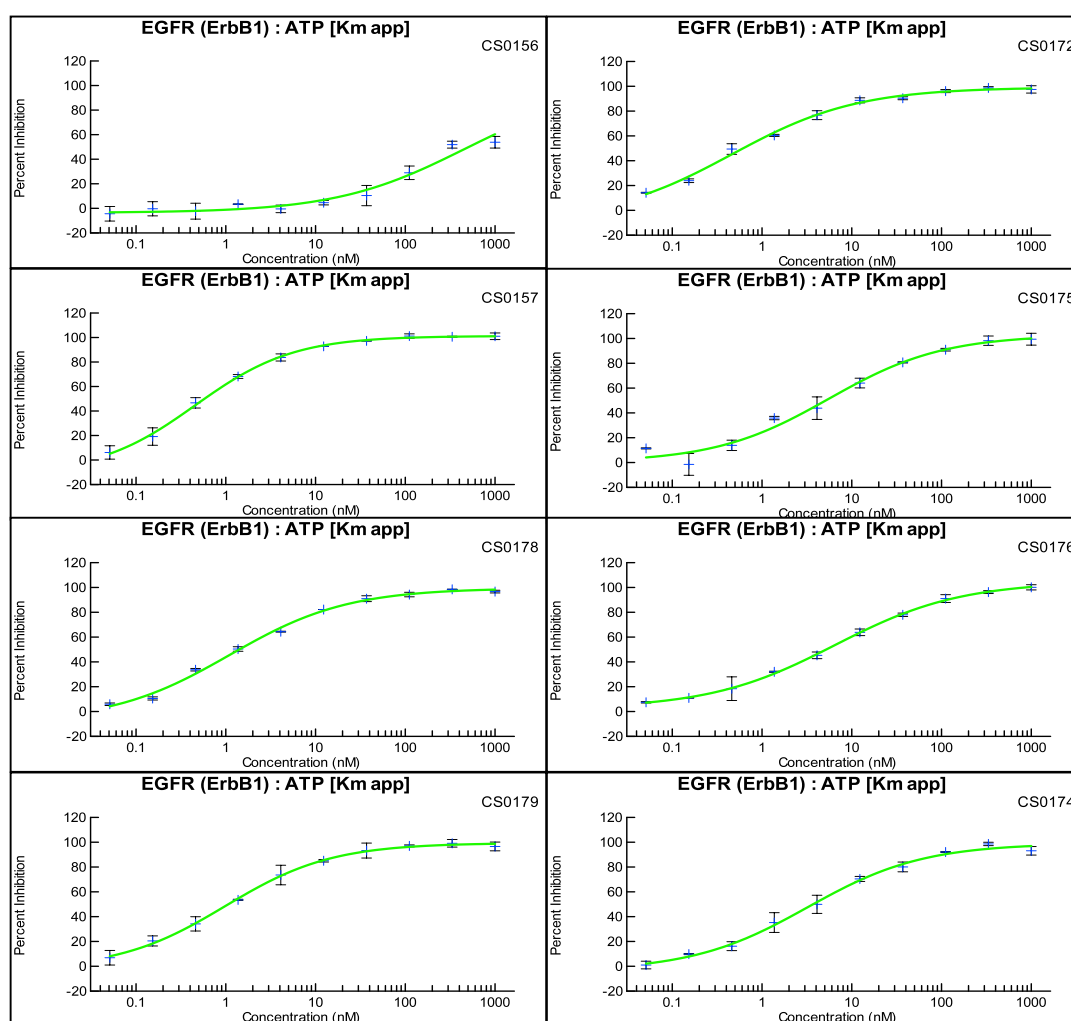 EGFR (ErbB1) : ATP [Km app]
CS0156
Percent Inhibition
120
100
80
60
40
20
0
-20
0.1 1 10 100 1000
Concentration (nM)
EGFR (ErbB1) : ATP [Km app]
CS0172
Percent Inhibition
120
100
80
60
40
20
0
-20
0.1 1 10 100 1000
Concentration (nM)
EGFR (ErbB1) : ATP [Km app]
CS0157
Percent Inhibition
120
100
80
60
40
20
0
-20
0.1 1 10 100 1000
Concentration (nM)
EGFR (ErbB1) : ATP [Km app]
CS0175
Percent Inhibition
120
100
80
60
40
20
0
-20
0.1 1 10 100 1000
Concentration (nM)
EGFR (ErbB1) : ATP [Km app]
CS0178
Percent Inhibition
120
100
80
60
40
20
0
-20
0.1 1 10 100 1000
Concentration (nM)
EGFR (ErbB1) : ATP [Km app]
CS0176
Percent Inhibition
120
100
80
60
40
20
0
-20
0.1 1 10 100 1000
Concentration (nM)
EGFR (ErbB1) : ATP [Km app]
CS0179
Percent Inhibition
120
100
80
60
40
20
0
-20
0.1 1 10 100 1000
Concentration (nM)
EGFR (ErbB1) : ATP [Km app]
CS0174
Percent Inhibition
120
100
80
60
40
20
0
-20
0.1 1 10 100 1000
Concentration (nM)